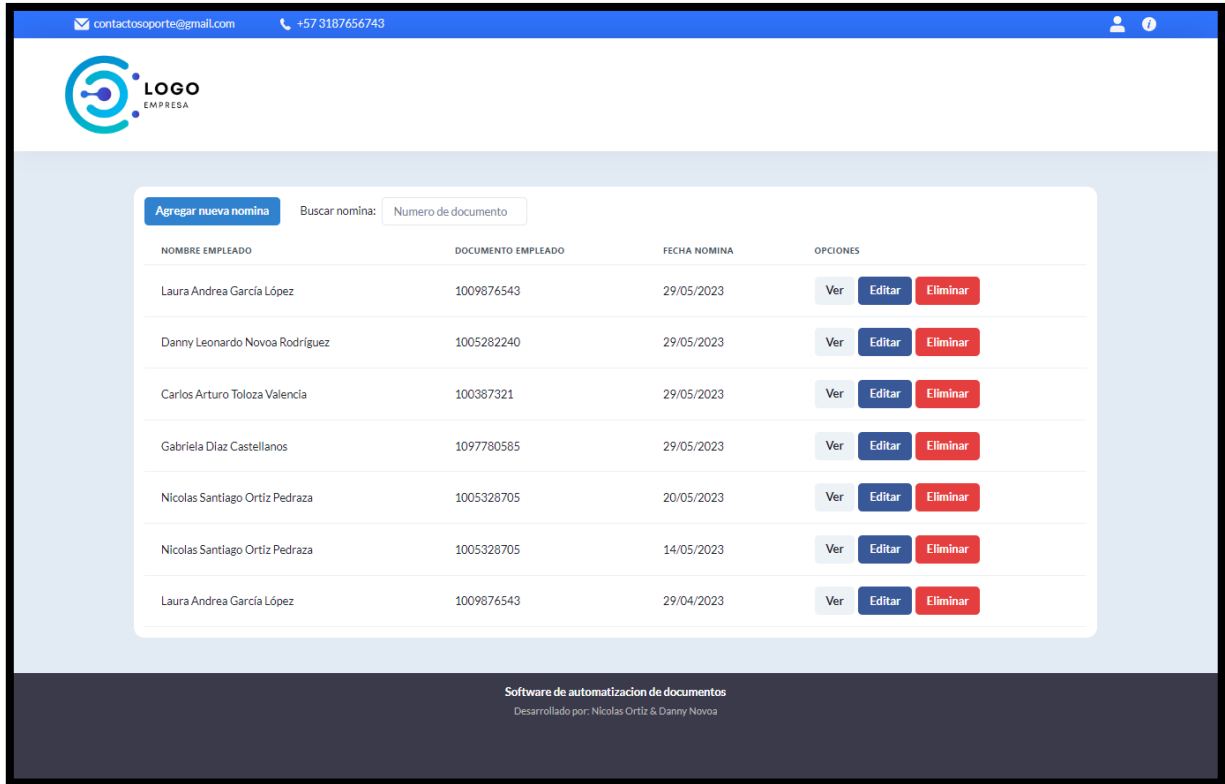 contactosoporte@gmail.com +57 3187656743
LOGO
EMPRESA
Agregar nueva nomina Buscar nomina: Numero de documento
NOMBRE EMPLEADO DOCUMENTO EMPLEADO FECHA NOMINA OPCIONES
Laura Andrea García López 1009876543 29/05/2023 Ver Editar Eliminar
Danny Leonardo Novoa Rodríguez 1005282240 29/05/2023 Ver Editar Eliminar
Carlos Arturo Toloza Valencia 100387321 29/05/2023 Ver Editar Eliminar
Gabriela Diaz Castellanos 1097780585 29/05/2023 Ver Editar Eliminar
Nicolas Santiago Ortiz Pedraza 1005328705 20/05/2023 Ver Editar Eliminar
Nicolas Santiago Ortiz Pedraza 1005328705 14/05/2023 Ver Editar Eliminar
Laura Andrea García López 1009876543 29/04/2023 Ver Editar Eliminar
Software de automatizacion de documentos
Desarrollado por: Nicolas Ortiz & Danny Novoa